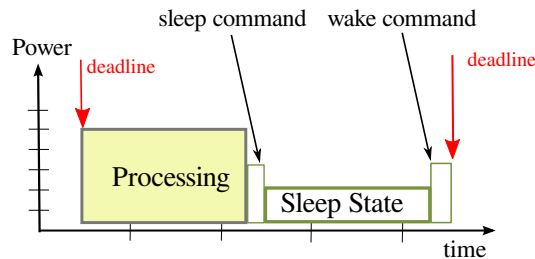 sleep command
wake command
Power
deadline
deadline
Processing
Sleep State
time